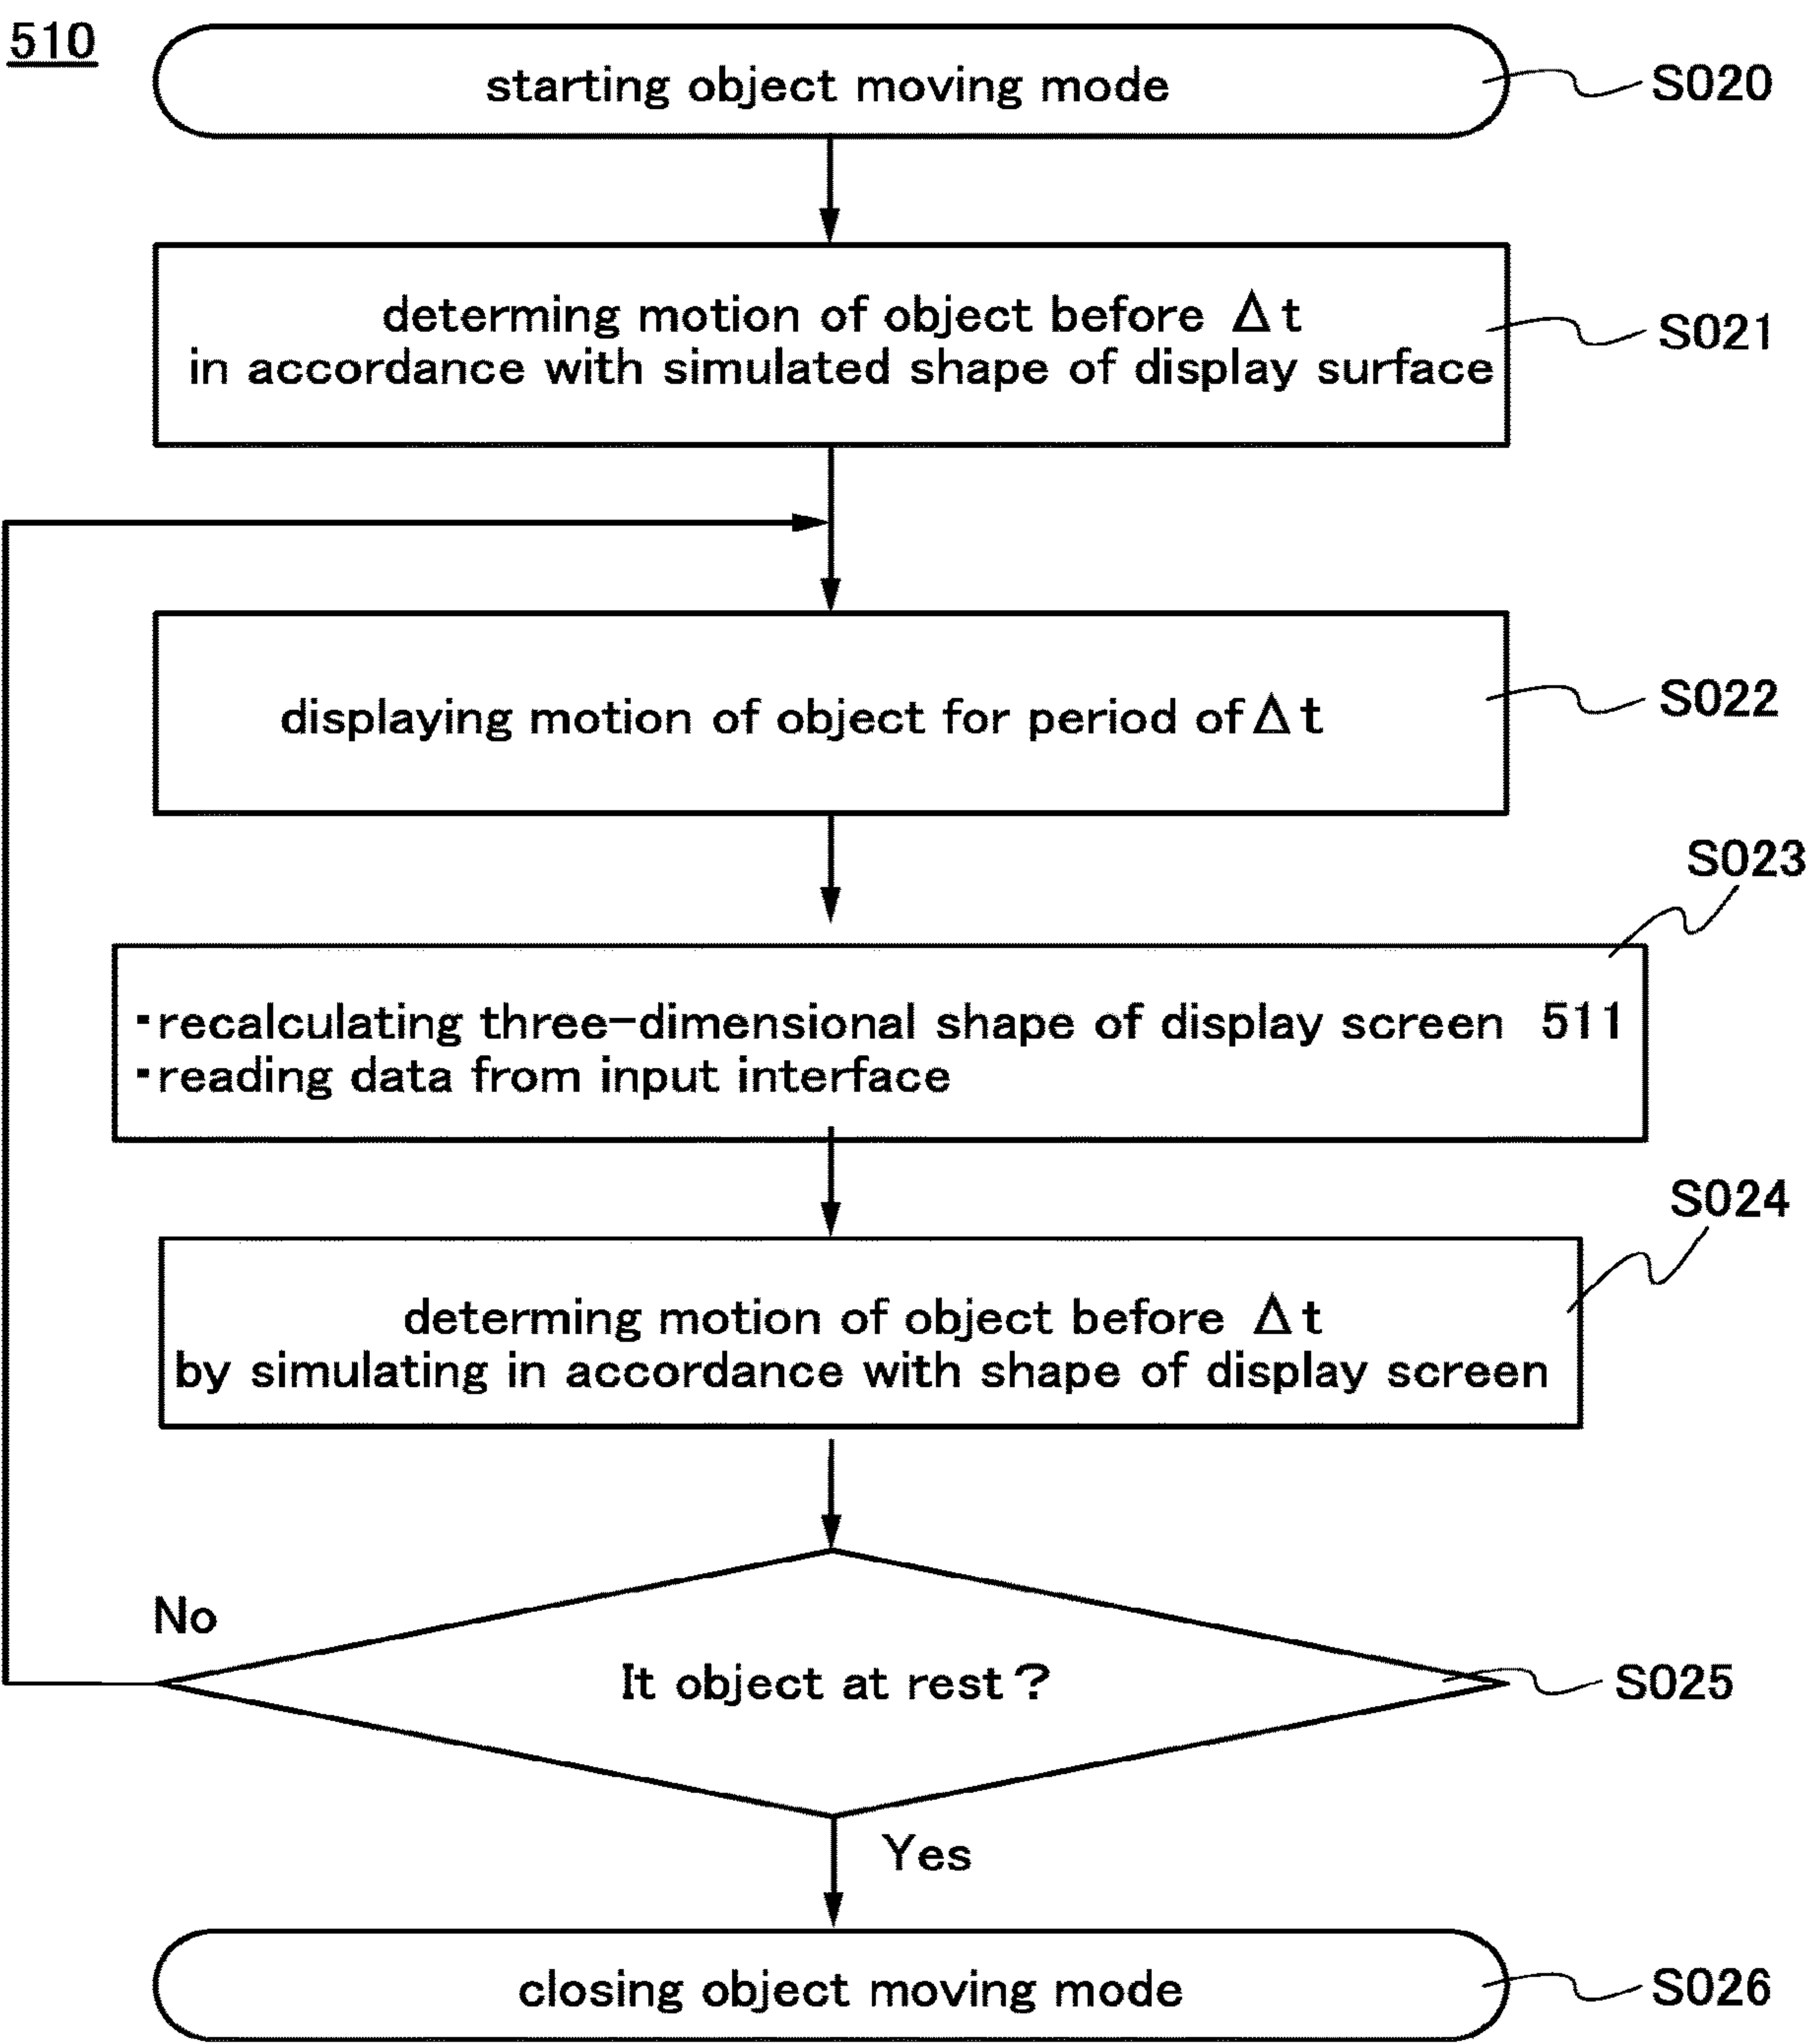 510
starting object moving mode
S020
determing motion of object before Δt
in accordance with simulated shape of display surface
S021
displaying motion of object for period of Δt
S022
S023
・recalculating three-dimensional shape of display screen 511
・reading data from input interface
S024
determing motion of object before Δt
by simulating in accordance with shape of display screen
No
It object at rest?
S025
Yes
closing object moving mode
S026